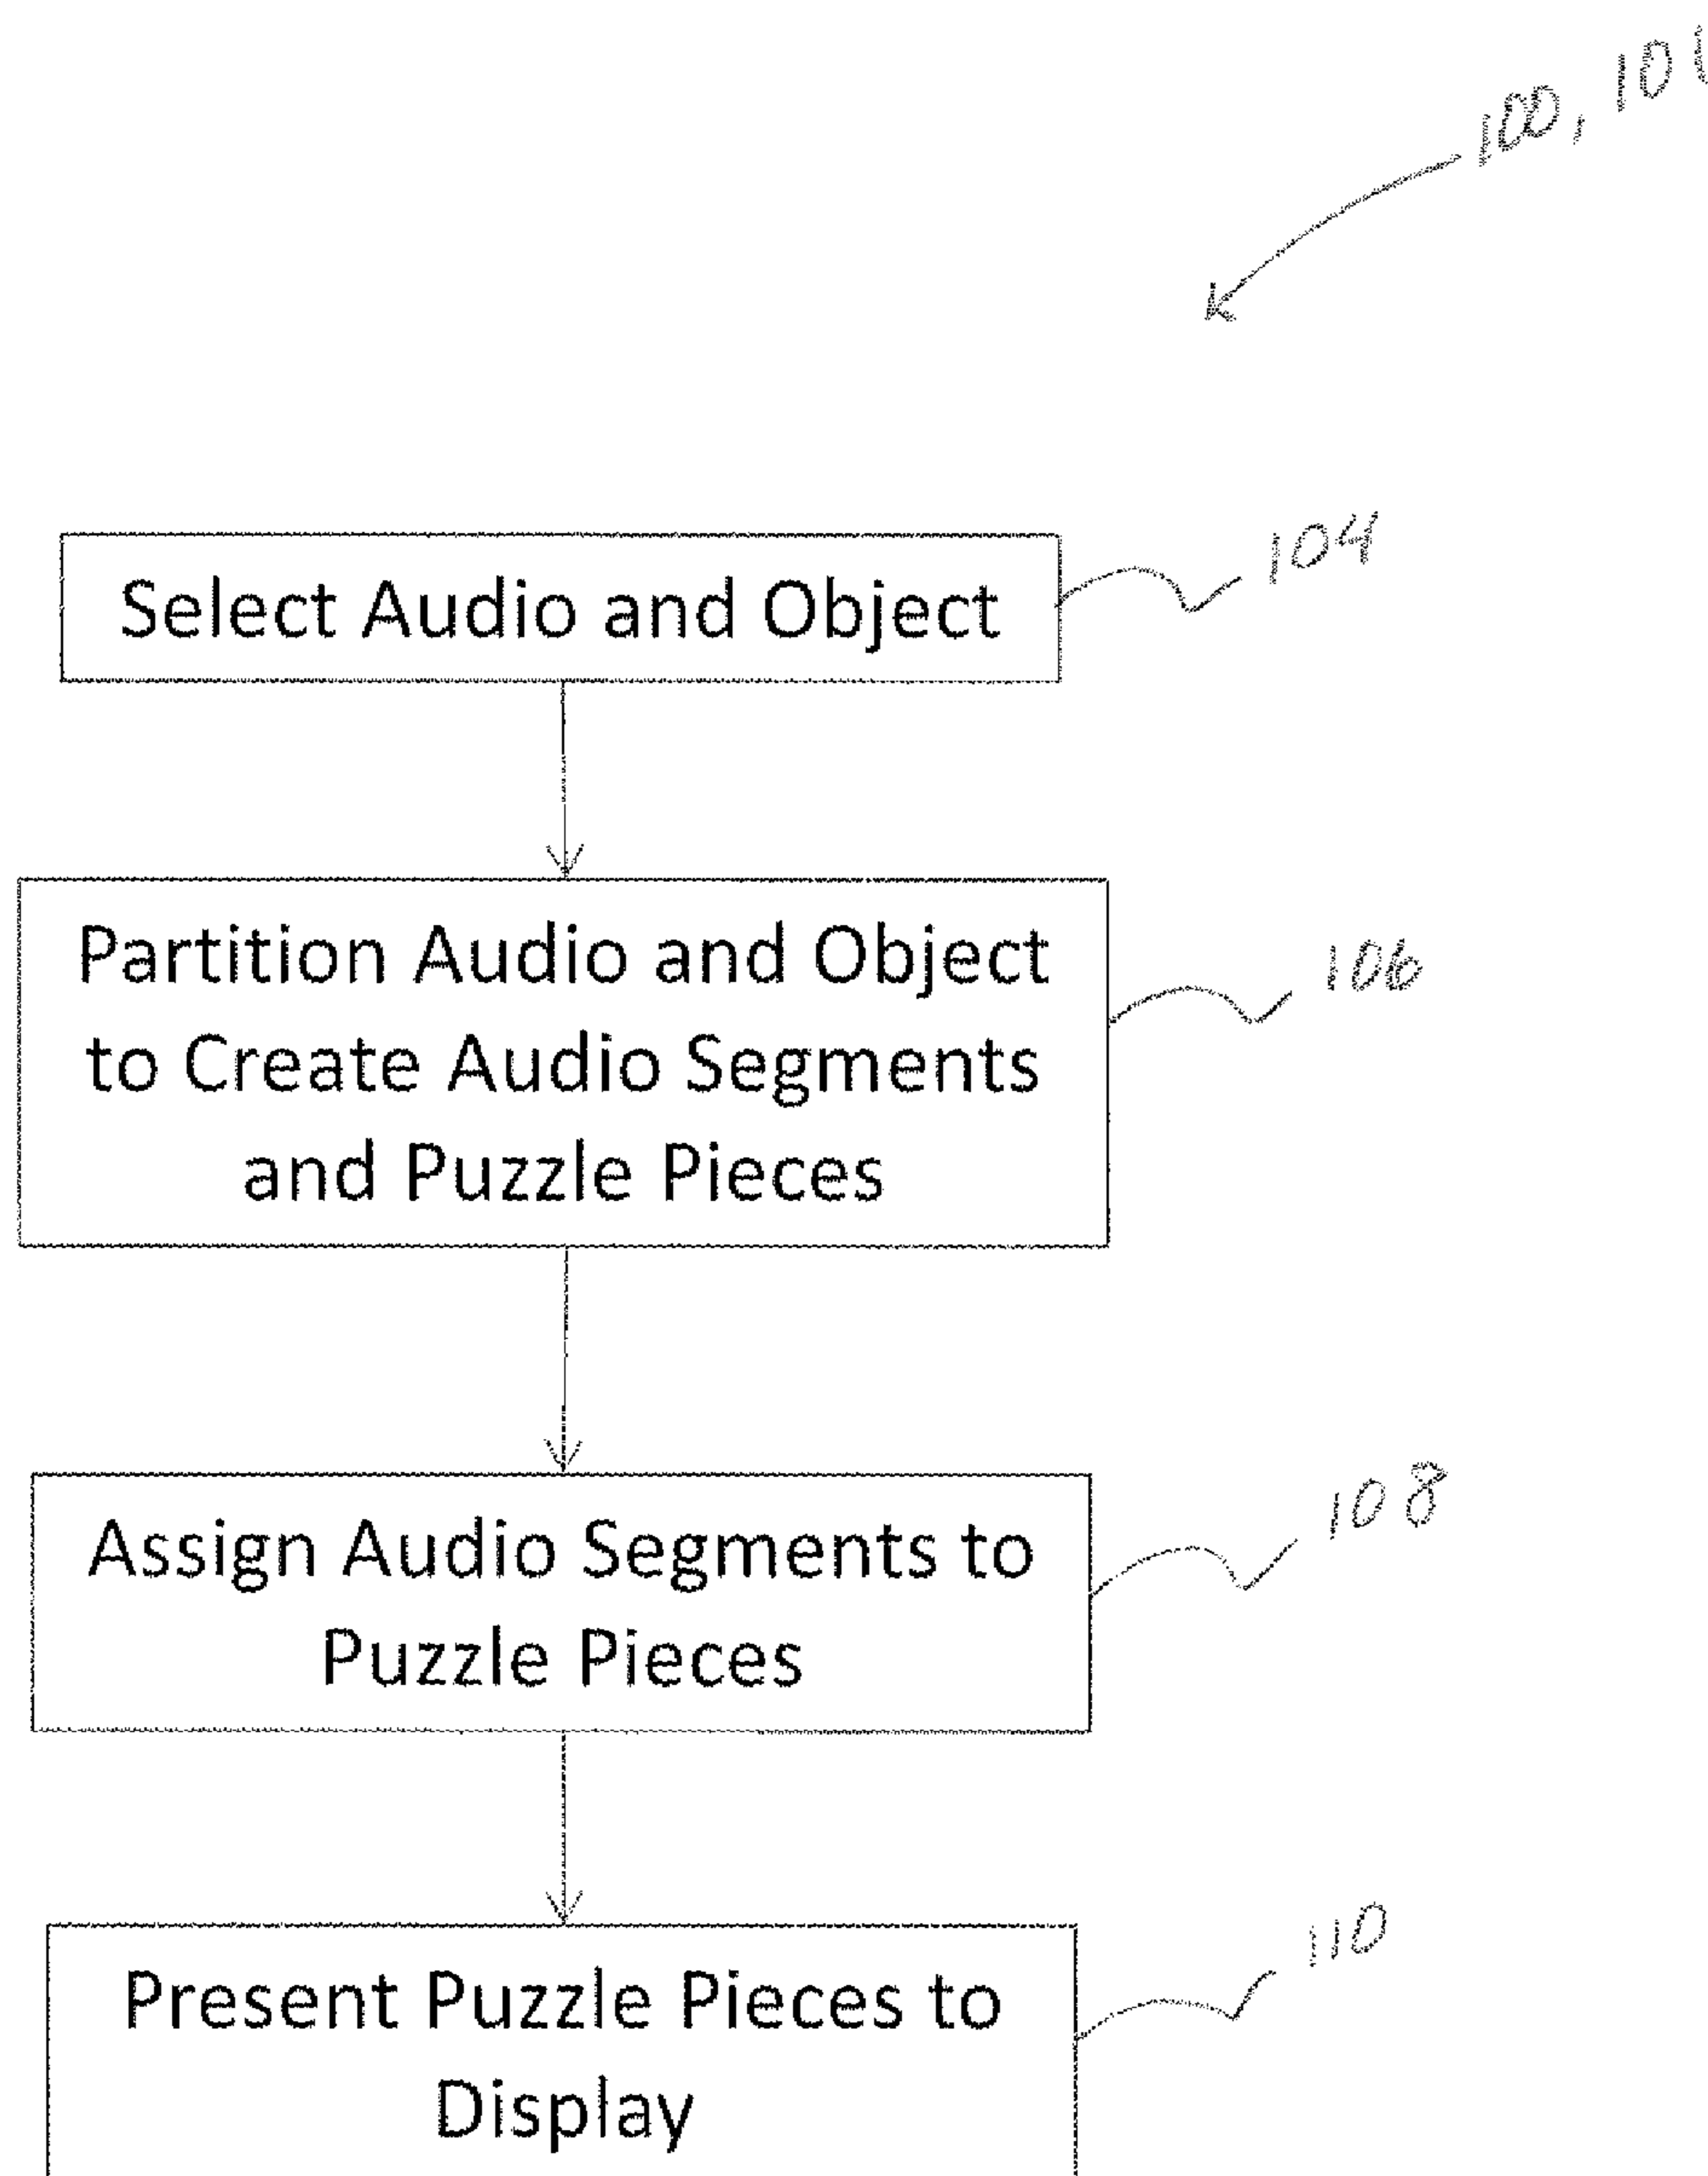 100, 10
Select Audio and Object
104
Partition Audio and Object
to Create Audio Segments
and Puzzle Pieces
106
Assign Audio Segments to
Puzzle Pieces
108
Present Puzzle Pieces to
Display
110